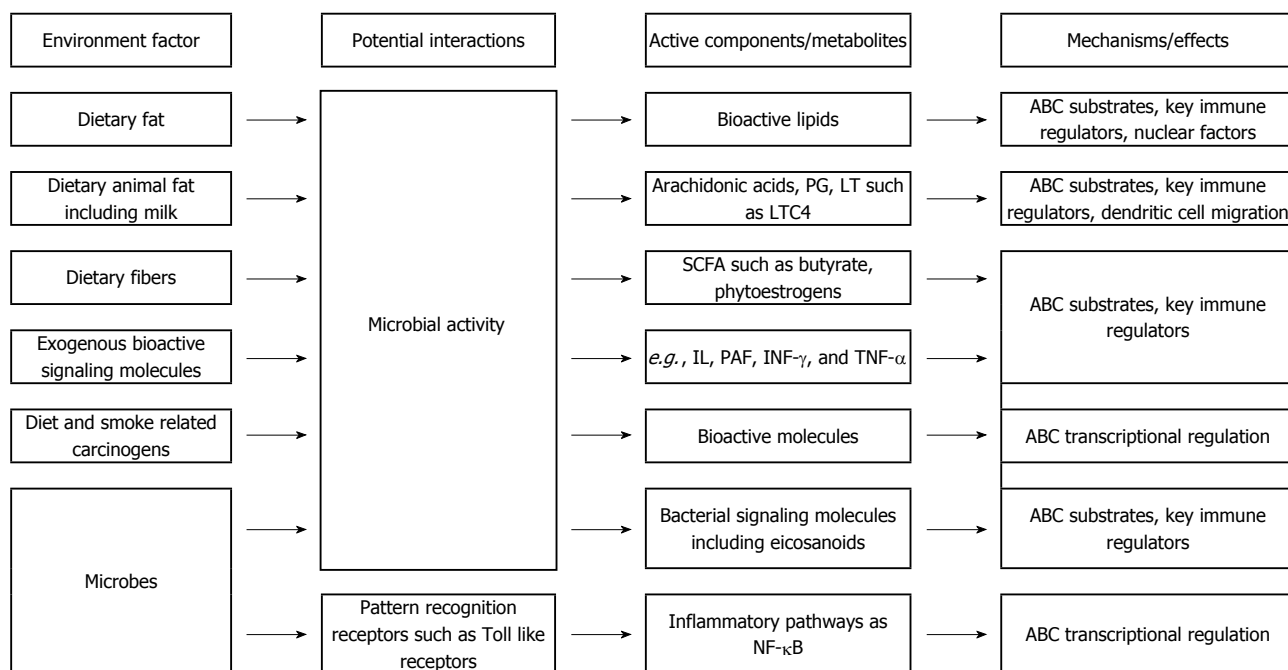 Environment factor
Potential interactions
Active components/metabolites
Mechanisms/effects
Dietary fat
Bioactive lipids
ABC substrates, key immune
regulators, nuclear factors
Dietary animal fat
including milk
Arachidonic acids, PG, LT such
as LTC4
ABC substrates, key immune
regulators, dendritic cell migration
Dietary fibers
SCFA such as butyrate,
phytoestrogens
ABC substrates, key immune
regulators
Microbial activity
Exogenous bioactive
signaling molecules
e.g., IL, PAF, INF-γ, and TNF-α
Diet and smoke related
carcinogens
Bioactive molecules
ABC transcriptional regulation
Microbes
Bacterial signaling molecules
including eicosanoids
ABC substrates, key immune
regulators
Pattern recognition
receptors such as Toll like
receptors
Inflammatory pathways as
NF-κB
ABC transcriptional regulation